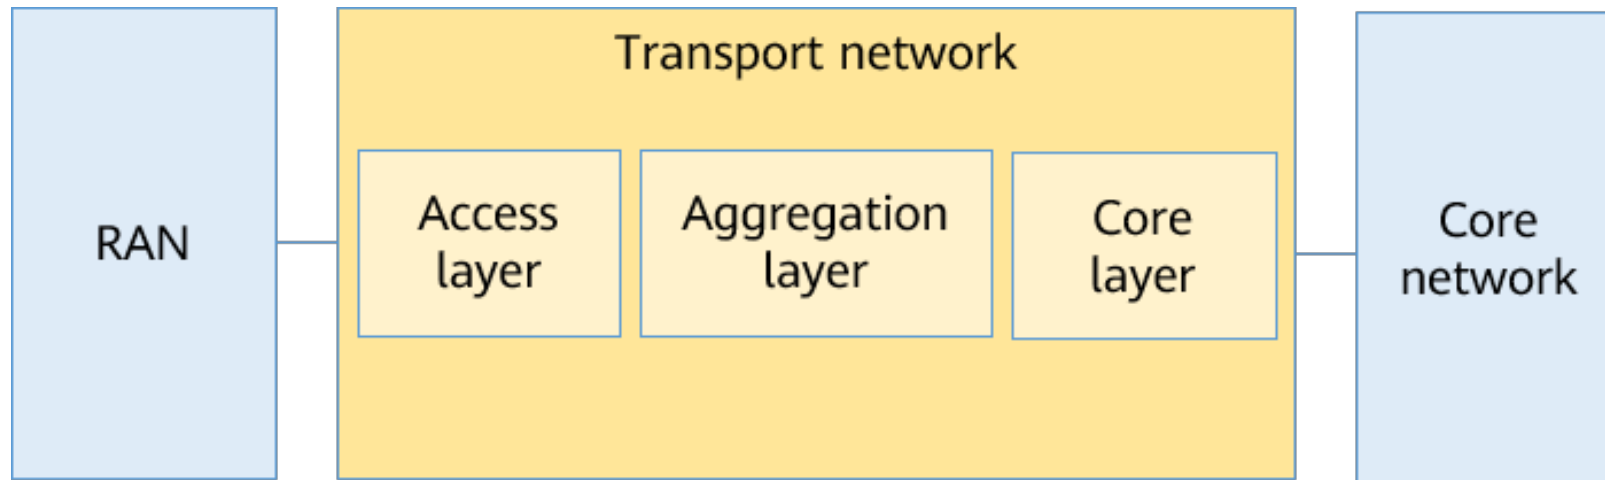 Transport network
RAN
Access
layer
Aggregation
layer
Core
layer
Core
network